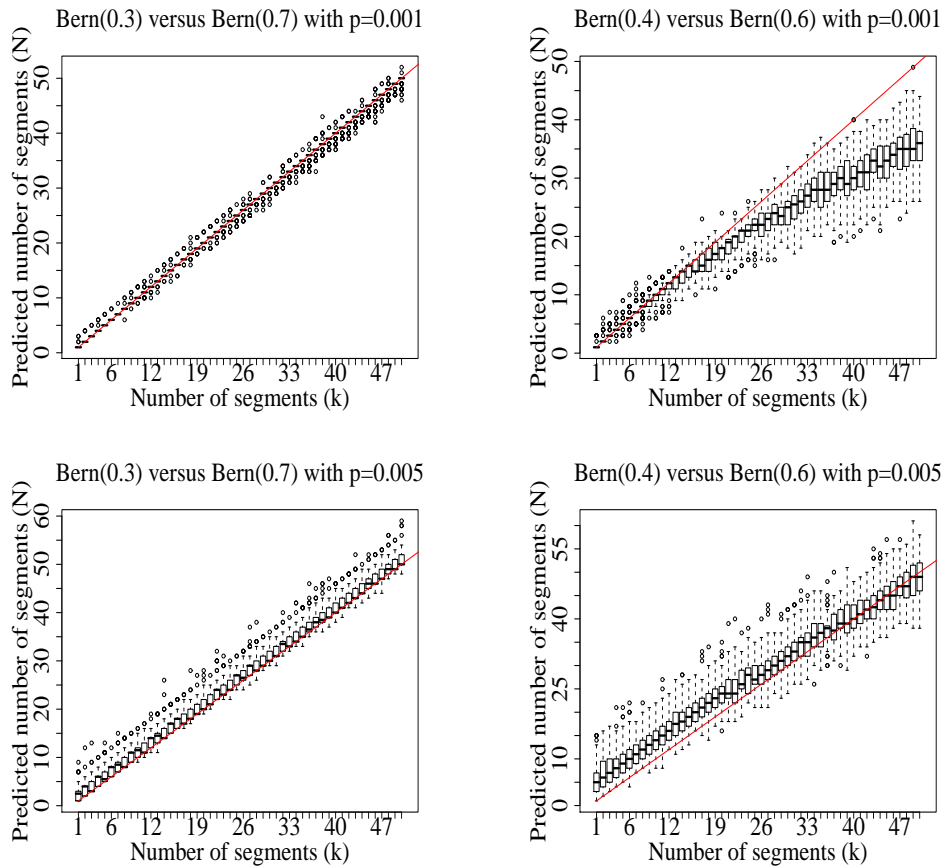 Bern(0.3) versus Bern(0.7) with p=0.001
Predicted number of segments (N)
50
40
30
20
10
0
1 6 12 19 26 33 40 47
Number of segments (k)
Bern(0.4) versus Bern(0.6) with p=0.001
Predicted number of segments (N)
50
40
30
20
10
0
1 6 12 19 26 33 40 47
Number of segments (k)
Bern(0.3) versus Bern(0.7) with p=0.005
Predicted number of segments (N)
60
50
40
30
20
10
0
1 6 12 19 26 33 40 47
Number of segments (k)
Bern(0.4) versus Bern(0.6) with p=0.005
Predicted number of segments (N)
55
40
25
10
0
1 6 12 19 26 33 40 47
Number of segments (k)